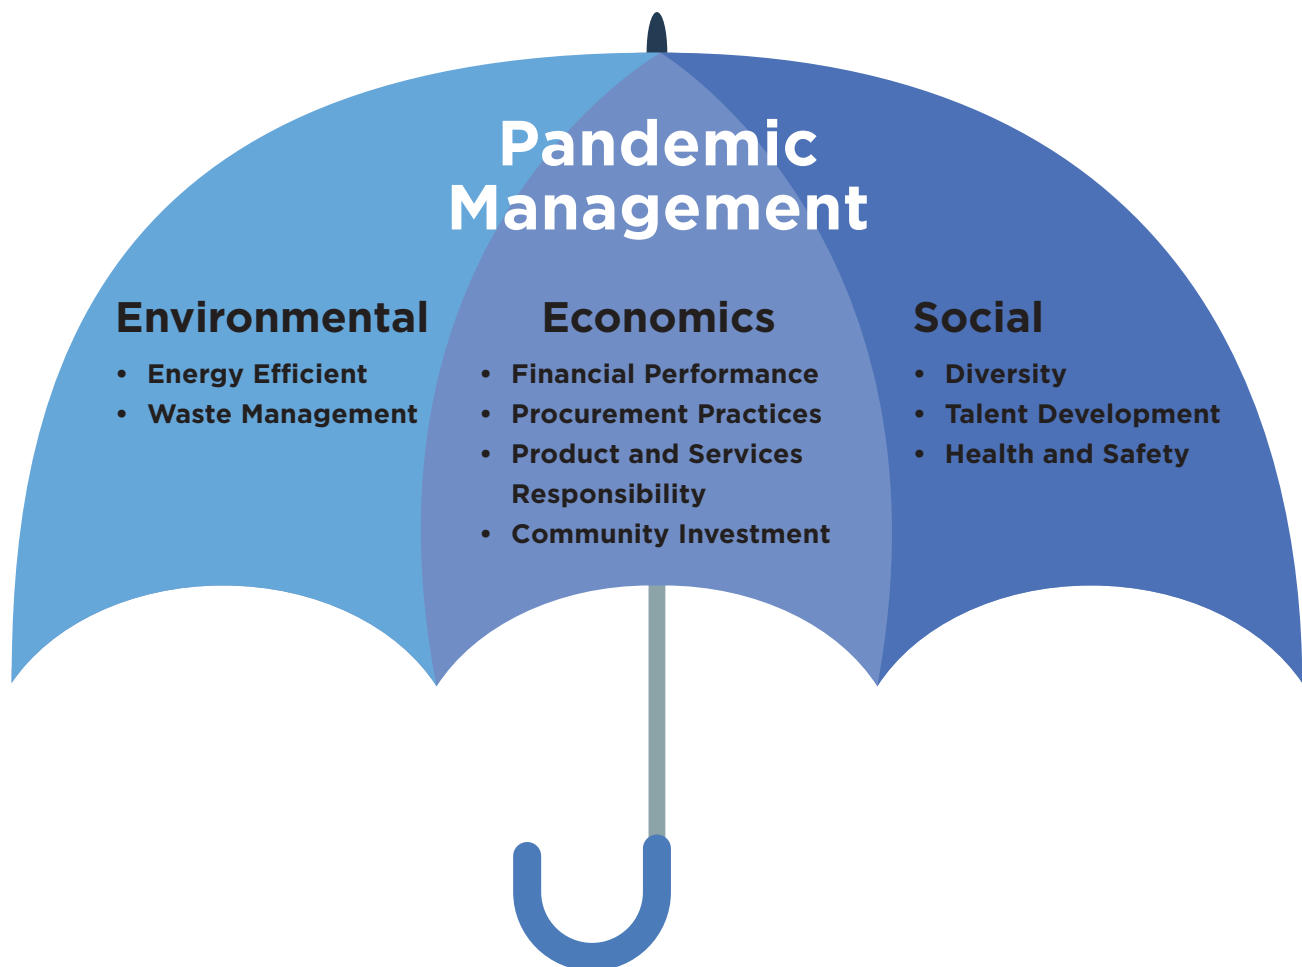 Pandemic
Management
Environmental
• Energy Efficient
• Waste Management
Economics
• Financial Performance
• Procurement Practices
• Product and Services
Responsibility
• Community Investment
Social
• Diversity
• Talent Development
• Health and Safety